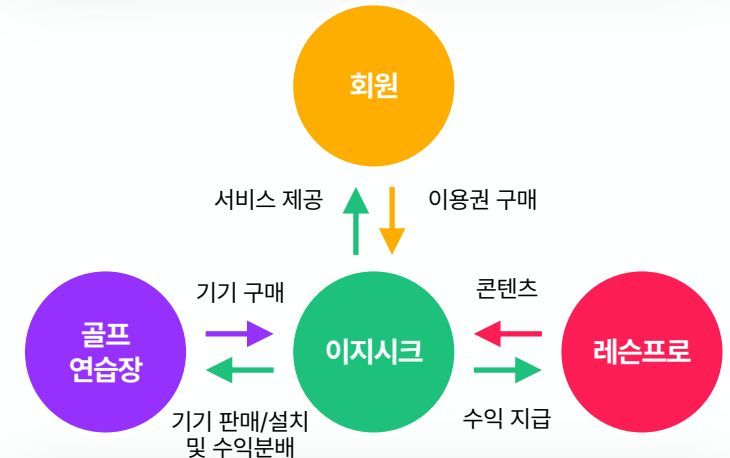 회원
서비스 제공
이용권 구매
기기 구매
콘텐츠
골프
연습장
이지시크
레슨프로
기기 판매/설치
및 수익분배
수익 지급